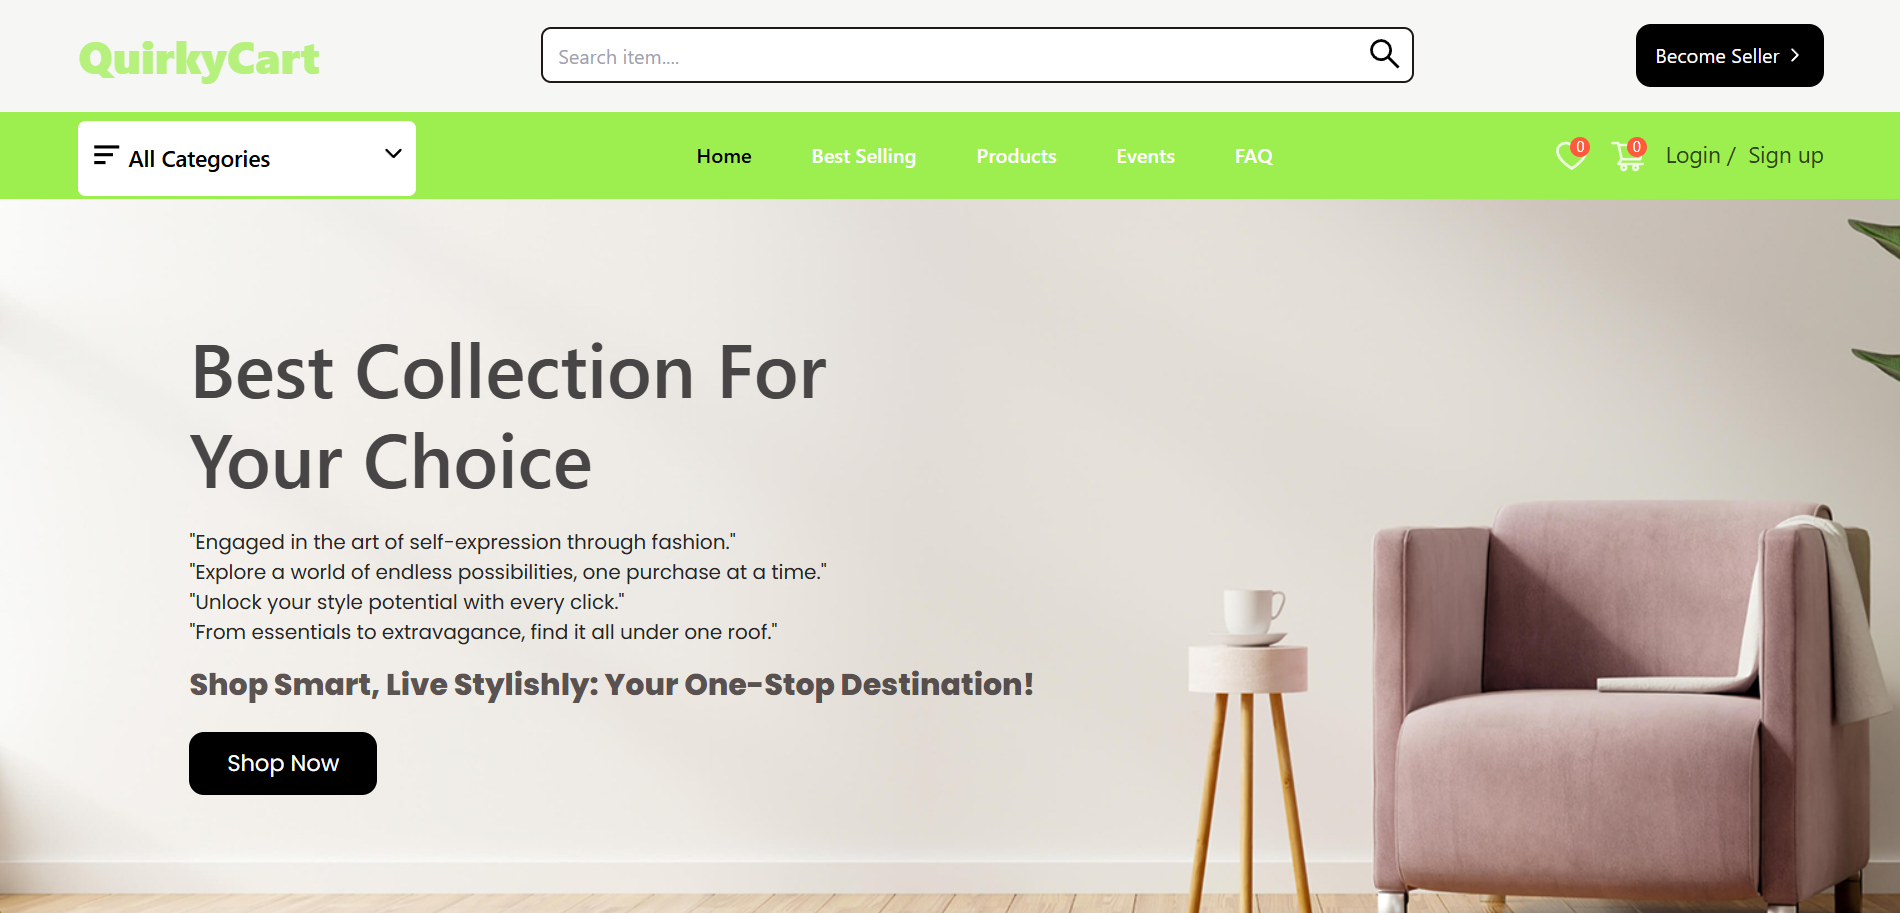 QuirkyCart
Search item....
Become Seller
All Categories
Home
Best Selling
Products
Events
FAQ
0
0
Login / Sign up
Best Collection For
Your Choice
"Engaged in the art of self-expression through fashion."
"Explore a world of endless possibilities, one purchase at a time."
"Unlock your style potential with every click."
"From essentials to extravagance, find it all under one roof."
Shop Smart, Live Stylishly: Your One-Stop Destination!
Shop Now